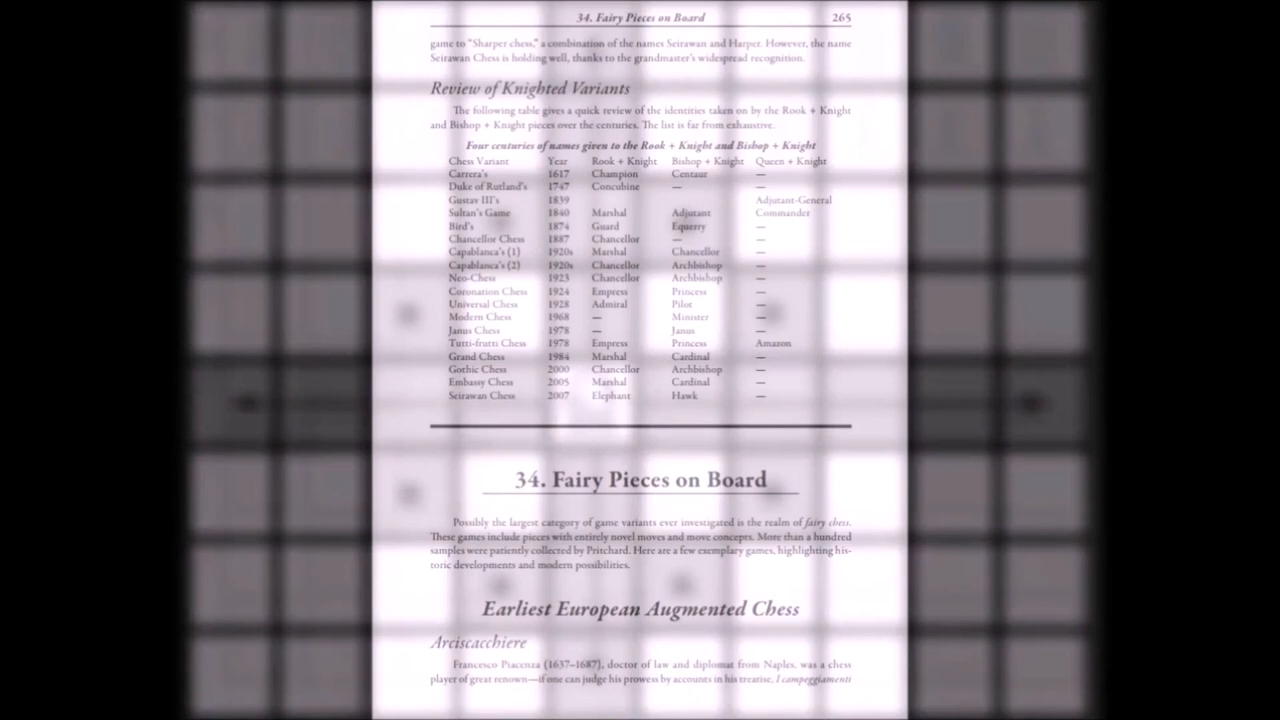 34. Fairy Pieces on Board 265
game to “Sharper chess,” a combination of the names Seirawan and Harper. However, the name
Seirawan Chess is holding well, thanks to the grandmaster’s widespread recognition.
Review of Knighted Variants
The following table gives a quick review of the identities taken on by the Rook + Knight
and Bishop + Knight pieces over the centuries. The list is far from exhaustive.
Four centuries of names given to the Rook + Knight and Bishop + Knight
Chess Variant Year Rook + Knight Bishop + Knight Queen + Knight
Carrera’s 1617 Champion Centaur —
Duke of Rutland’s 1747 Concubine — —
Gustav III’s 1839 Adjutant-General
Sultan’s Game 1840 Marshal Adjutant Commander
Bird’s 1874 Guard Equerry —
Chancellor Chess 1887 Chancellor — —
Capablanca’s (1) 1920s Marshal Chancellor —
Capablanca’s (2) 1920s Chancellor Archbishop —
Neo-Chess 1923 Chancellor Archbishop —
Coronation Chess 1924 Empress Princess —
Universal Chess 1928 Admiral Pilot —
Modern Chess 1968 — Minister —
Janus Chess 1978 — Janus —
Tutti-frutti Chess 1978 Empress Princess Amazon
Grand Chess 1984 Marshal Cardinal —
Gothic Chess 2000 Chancellor Archbishop —
Embassy Chess 2005 Marshal Cardinal —
Seirawan Chess 2007 Elephant Hawk —
34. Fairy Pieces on Board
Possibly the largest category of game variants ever investigated is the realm of fairy chess.
These games include pieces with entirely novel moves and move concepts. More than a hundred
samples were patiently collected by Pritchard. Here are a few exemplary games, highlighting his-
toric developments and modern possibilities.
Earliest European Augmented Chess
Arciscacchiere
Francesco Piacenza (1637–1687), doctor of law and diplomat from Naples, was a chess
player of great renown—if one can judge his prowess by accounts in his treatise, I campeggiamenti